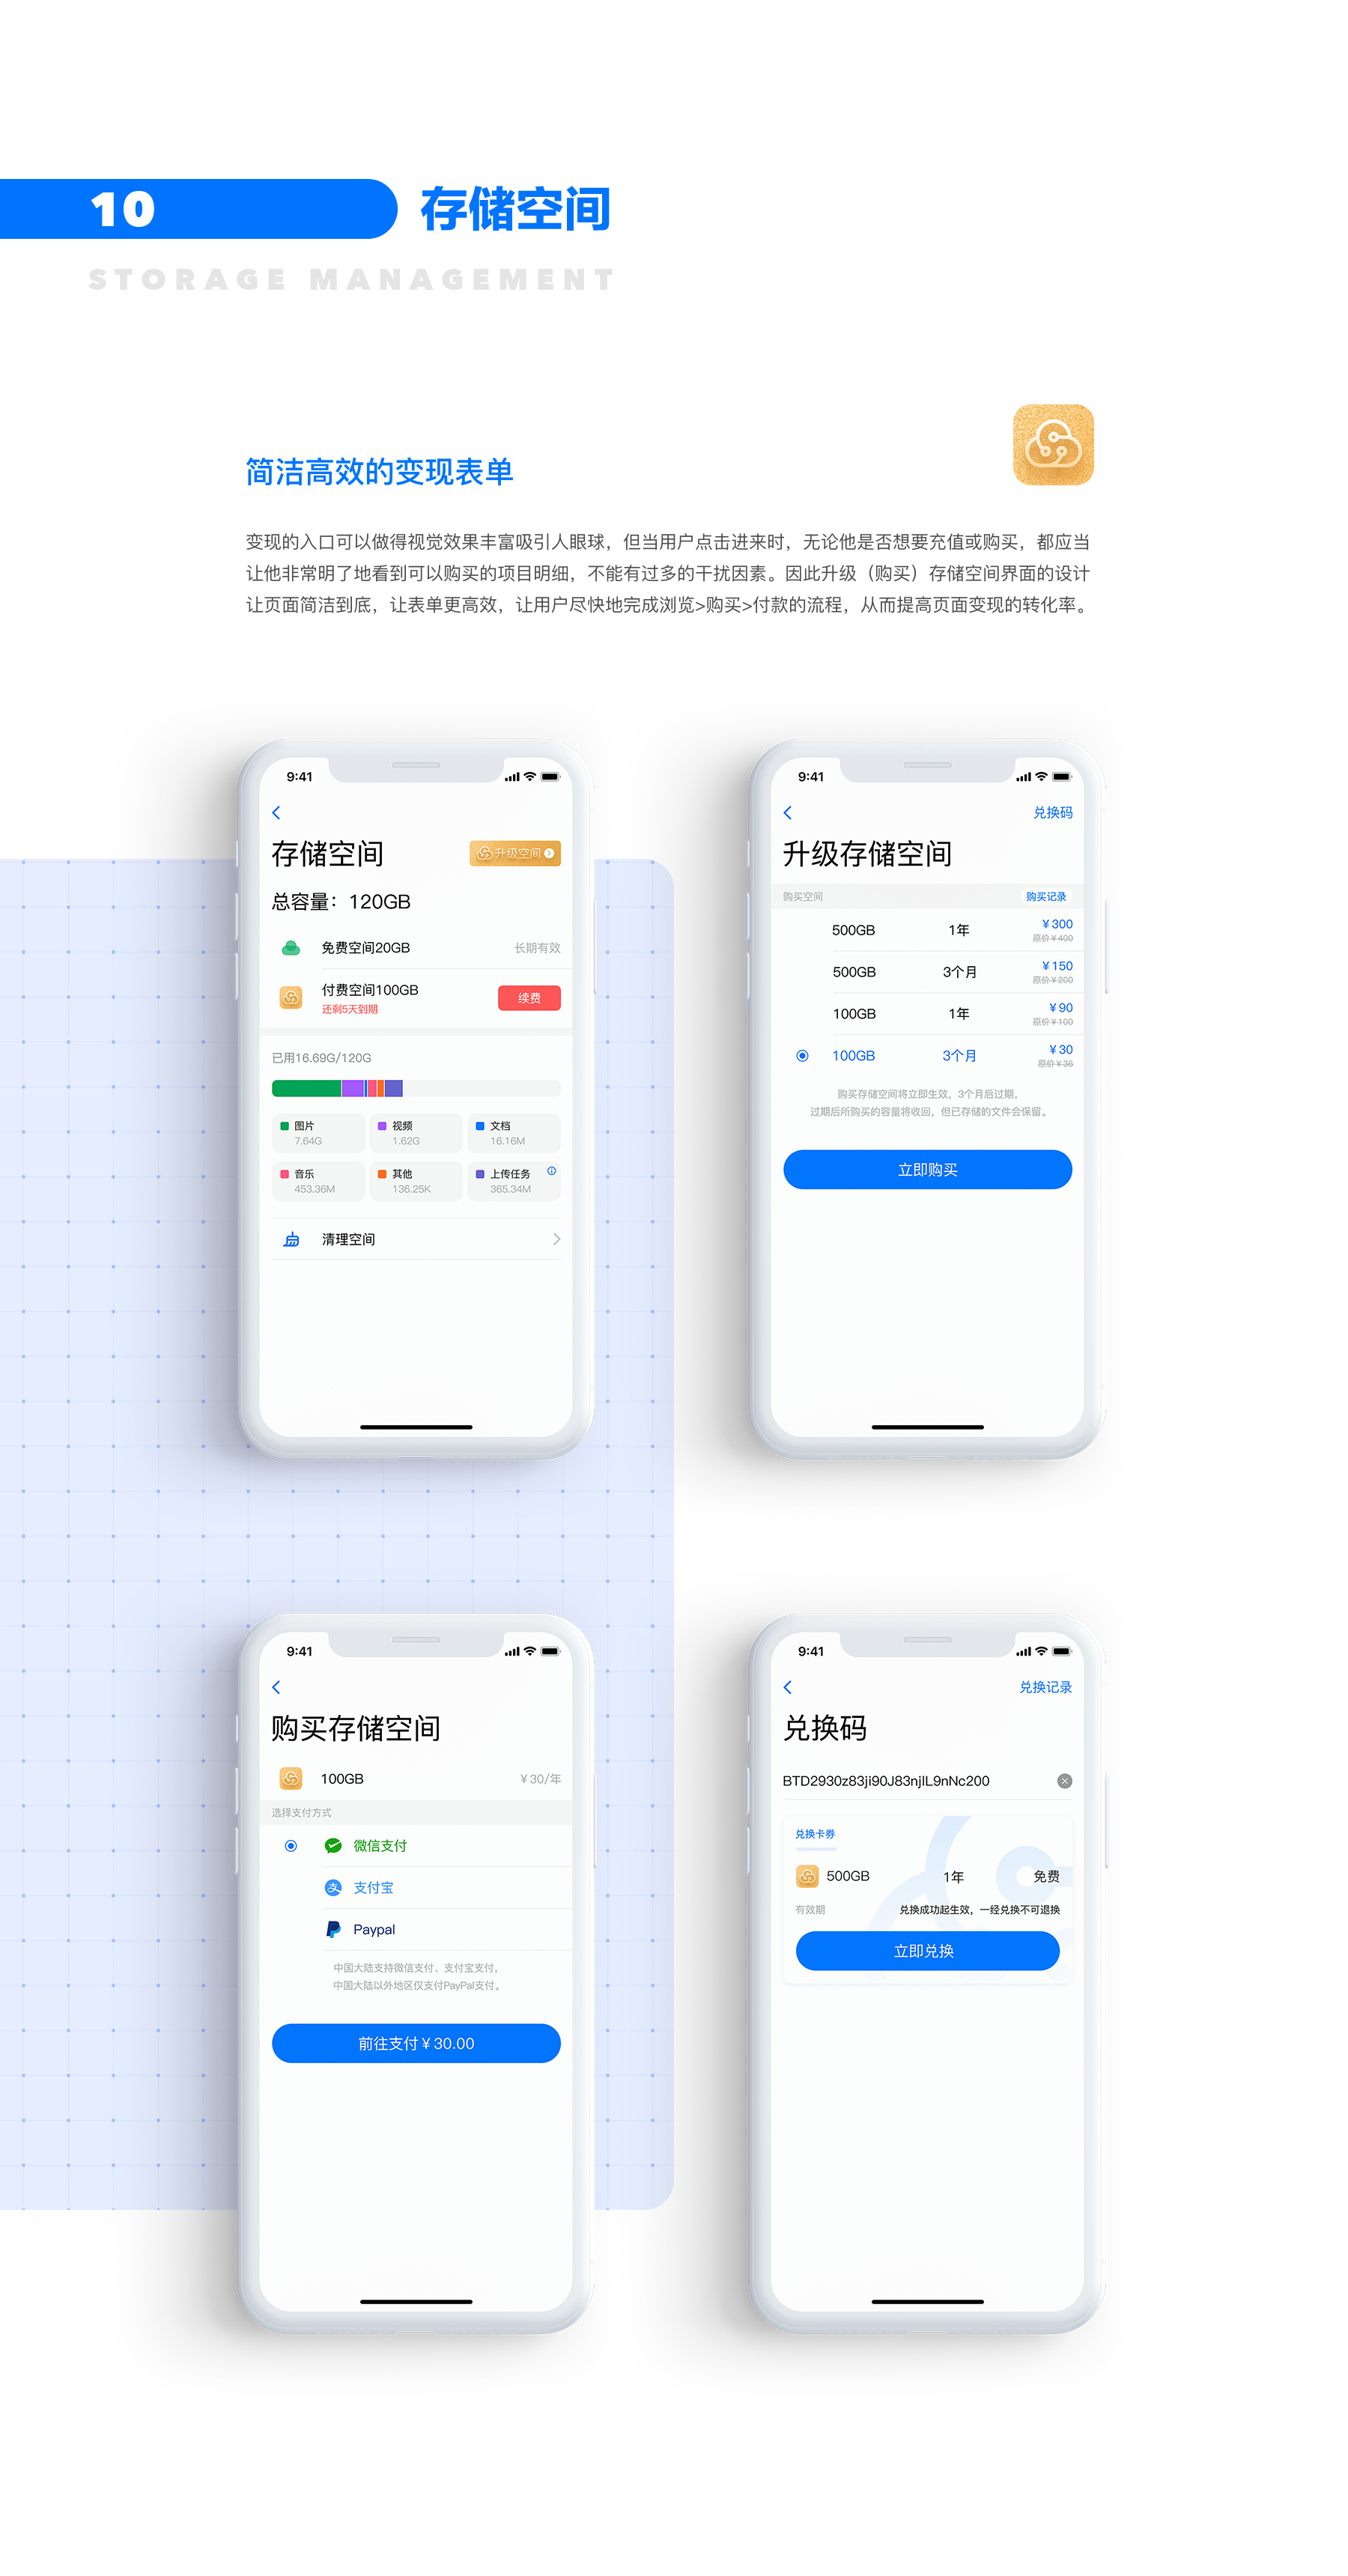 10 存储空间
STORAGE MANAGEMENT
简洁高效的变现表单
变现的入口可以做得视觉效果丰富吸引人眼球，但当用户点击进来时，无论他是否想要充值或购买，都应当
让他非常明了地看到可以购买的项目明细，不能有过多的干扰因素。因此升级（购买）存储空间界面的设计
让页面简洁到底，让表单更高效，让用户尽快地完成浏览>购买>付款的流程，从而提高页面变现的转化率。
9:41
存储空间 升级空间
总容量：120GB
免费空间20GB 长期有效
付费空间100GB 续费
还剩5天到期
已用16.69G/120G
图片 视频 文档
7.64G 1.62G 16.16M
音乐 其他 上传任务
453.36M 136.25K 365.34M
清理空间
9:41
兑换码
升级存储空间
购买空间 购买记录
500GB 1年 ¥300
原价¥400
500GB 3个月 ¥150
原价¥200
100GB 1年 ¥90
原价¥100
100GB 3个月 ¥30
原价¥36
购买存储空间将立即生效，3个月后过期，
过期后所购买的容量将收回，但已存储的文件会保留。
立即购买
9:41
购买存储空间
100GB ¥30/年
选择支付方式
微信支付
支 支付宝
Paypal
中国大陆支持微信支付、支付宝支付，
中国大陆以外地区仅支付PayPal支付。
前往支付¥30.00
9:41
兑换记录
兑换码
BTD2930z83ji90J83njlL9nNc200
兑换卡券
500GB 1年 免费
有效期 兑换成功起生效，一经兑换不可退换
立即兑换